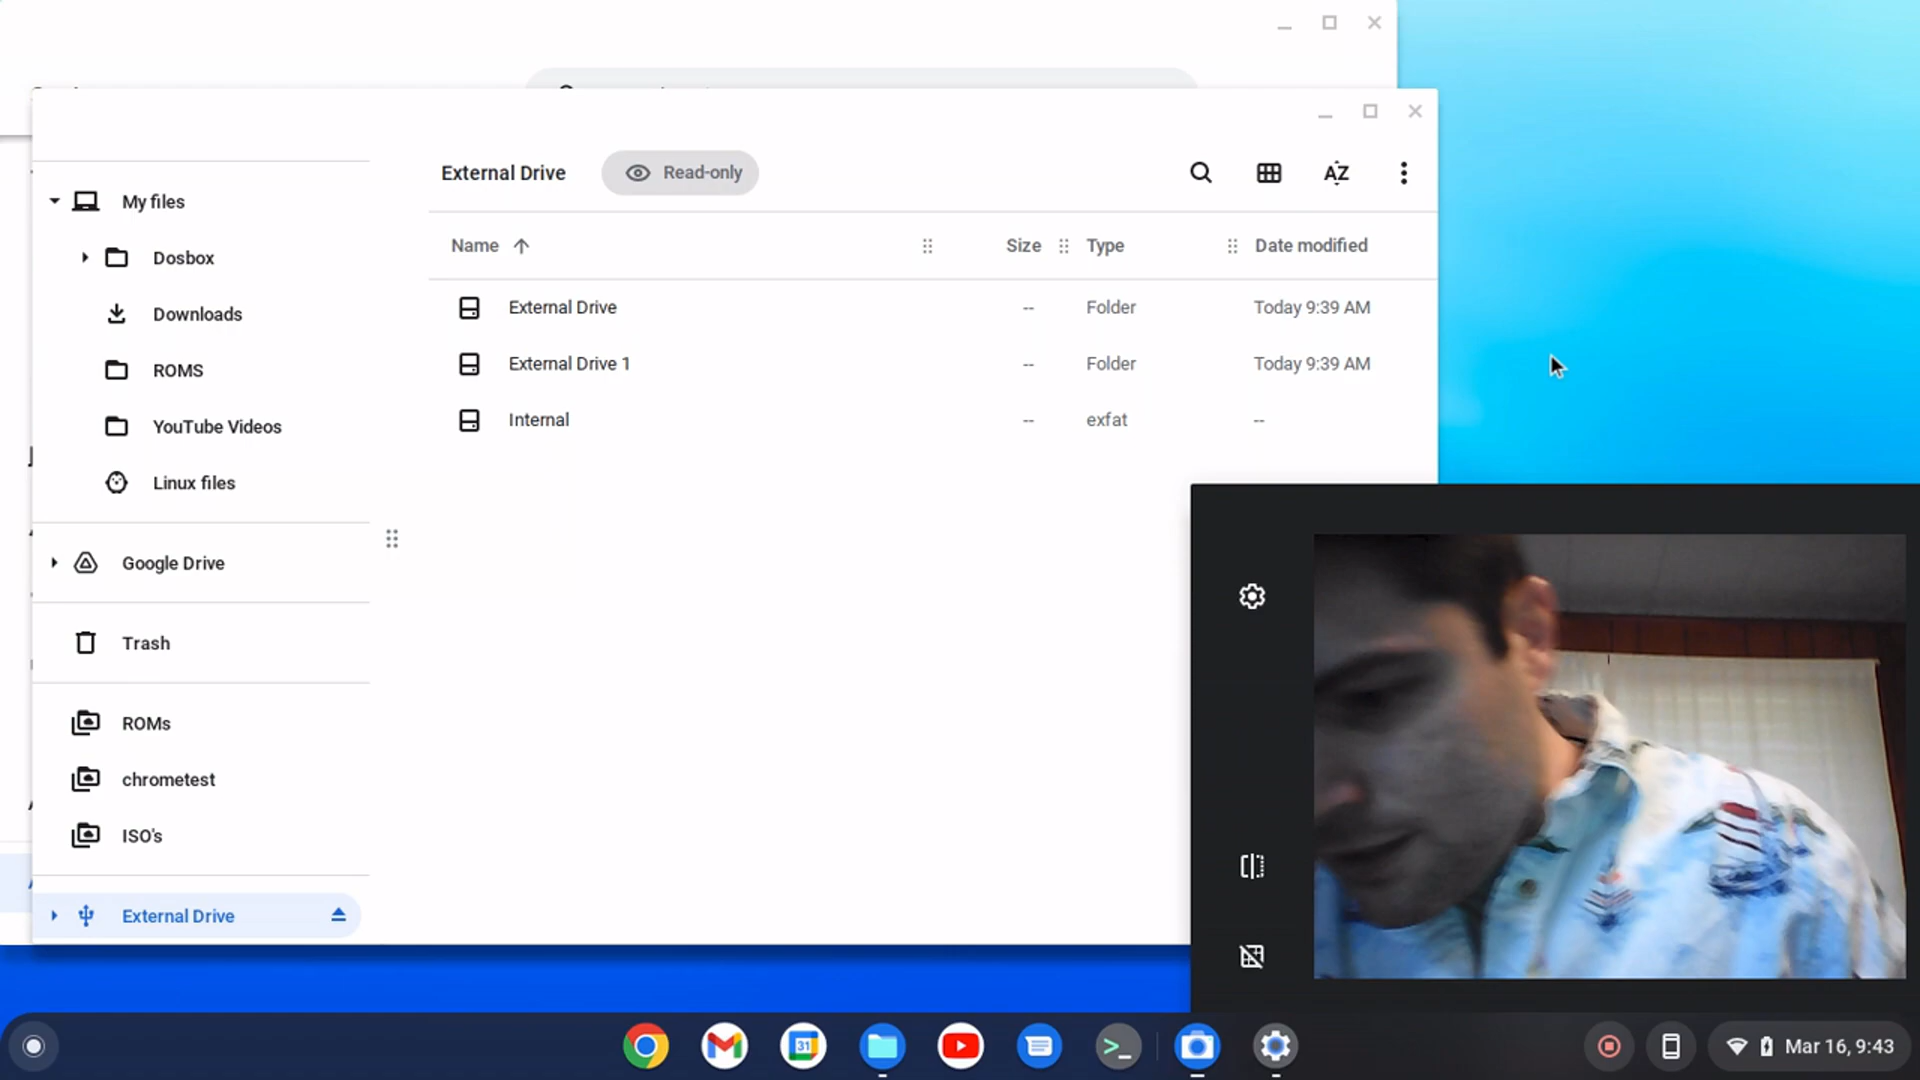 External Drive Read-only
Name Size Type Date modified
External Drive -- Folder Today 9:39 AM
External Drive 1 -- Folder Today 9:39 AM
Internal -- exfat --
My files
Dosbox
Downloads
ROMS
YouTube Videos
Linux files
Google Drive
Trash
ROMs
chrometest
ISO's
External Drive
31
Mar 16, 9:43